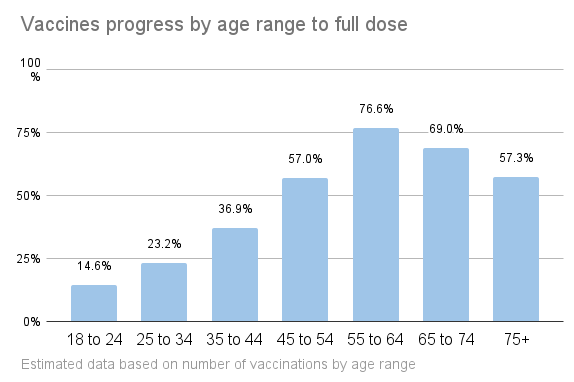 Vaccines progress by age range to full dose
100
%
75%
50%
25%
0%
14.6%
23.2%
36.9%
57.0%
76.6%
69.0%
57.3%
18 to 24
25 to 34
35 to 44
45 to 54
55 to 64
65 to 74
75+
Estimated data based on number of vaccinations by age range